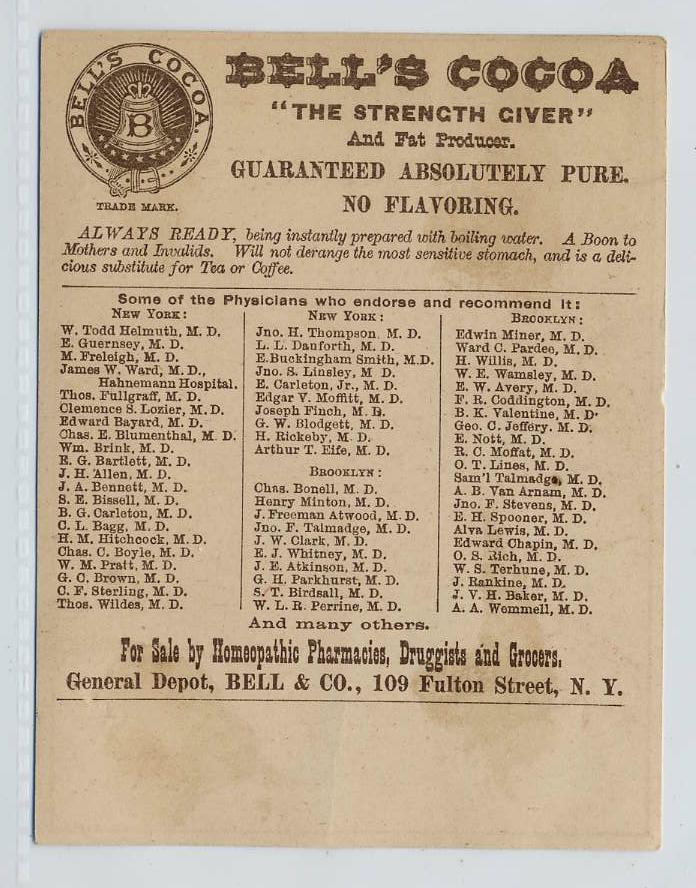 BELL'S COCOA.
B
TRADE MARK.
BELL'S COCOA
"THE STRENGTH GIVER"
And Fat Producer.
GUARANTEED ABSOLUTELY PURE.
NO FLAVORING.
ALWAYS READY, being instantly prepared with boiling water. A Boon to
Mothers and Invalids. Will not derange the most sensitive stomach, and is a deli-
cious substitute for Tea or Coffee.
Some of the Physicians who endorse and recommend it:
NEW YORK:
W. Todd Helmuth, M. D.
E. Guernsey, M. D.
M. Freleigh, M. D.
James W. Ward, M. D.,
Hahnemann Hospital.
Thos. Fullgraff, M. D.
Clemence S. Lozier, M. D.
Edward Bayard, M. D.
Chas. E. Blumenthal, M. D.
Wm. Brink, M. D.
E. G. Bartlett, M. D.
J. H. Allen, M. D.
J. A. Bennett, M. D.
S. E. Bissell, M. D.
B. G. Carleton, M. D.
C. L. Bagg, M. D.
H. M. Hitchcock, M. D.
Chas. C. Boyle, M. D.
W. M. Pratt, M. D.
G. C. Brown, M. D.
C. F. Sterling, M. D.
Thos. Wildes, M. D.
NEW YORK:
Jno. H. Thompson, M. D.
L. L. Danforth, M. D.
E. Buckingham Smith, M.D.
Jno. S. Linsley, M. D.
E. Carleton, Jr., M. D.
Edgar V. Moffitt, M. D.
Joseph Finch, M. D.
G. W. Blodgett, M. D.
H. Rickeby, M. D.
Arthur T. Eife, M. D.
BROOKLYN:
Chas. Bonell, M. D.
Henry Minton, M. D.
J. Freeman Atwood, M. D.
Jno. F. Talmadge, M. D.
J. W. Clark, M. D.
E. J. Whitney, M. D.
J. E. Atkinson, M. D.
G. H. Parkhurst, M. D.
S. T. Birdsall, M. D.
W. L. R. Perrine, M. D.
BROOKLYN:
Edwin Miner, M. D.
Ward C. Pardee, M. D.
H. Willis, M. D.
W. E. Wamsley, M. D.
E. W. Avery, M. D.
F. R. Coddington, M. D.
B. K. Valentine, M. D.
Geo. C. Jeffery. M. D.
E. Nott, M. D.
R. C. Moffat, M. D.
O. T. Lines, M. D.
Sam'l Talmadge, M. D.
A. B. Van Arnam, M. D.
Jno. F. Stevens, M. D.
E. H. Spooner, M. D.
Alva Lewis, M. D.
Edward Chapin, M. D.
O. S. Rich, M. D.
W. S. Terhune, M. D.
J. Rankine, M. D.
J. V. H. Baker, M. D.
A. A. Wemmell, M. D.
And many others.
For Sale by Homeopathic Pharmacies, Druggists and Grocers.
General Depot, BELL & CO., 109 Fulton Street, N. Y.